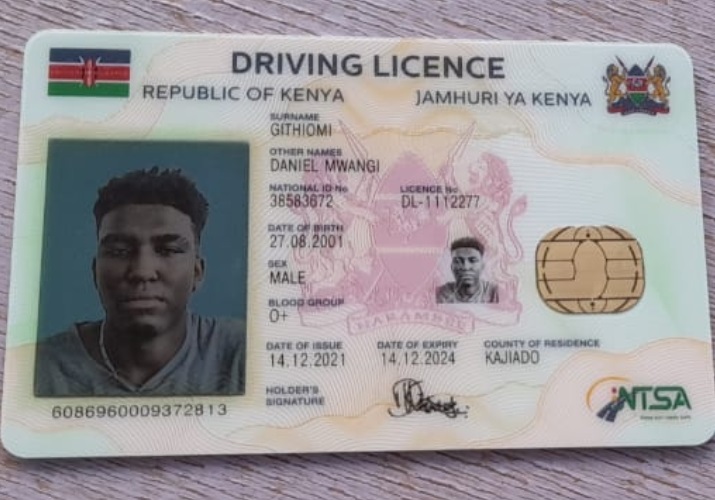 DRIVING LICENCE
REPUBLIC OF KENYA JAMHURI YA KENYA
SURNAME
GITHIOMI
OTHER NAMES
DANIEL MWANGI
NATIONAL ID No LICENCE No
38583672 DL-1112277
DATE OF BIRTH
27.08.2001
SEX
MALE
BLOOD GROUP
O+
HARAMBEE
DATE OF ISSUE DATE OF EXPIRY COUNTY OF RESIDENCE
14.12.2021 14.12.2024 KAJIADO
HOLDER'S
SIGNATURE
6086960009372813
NTSA